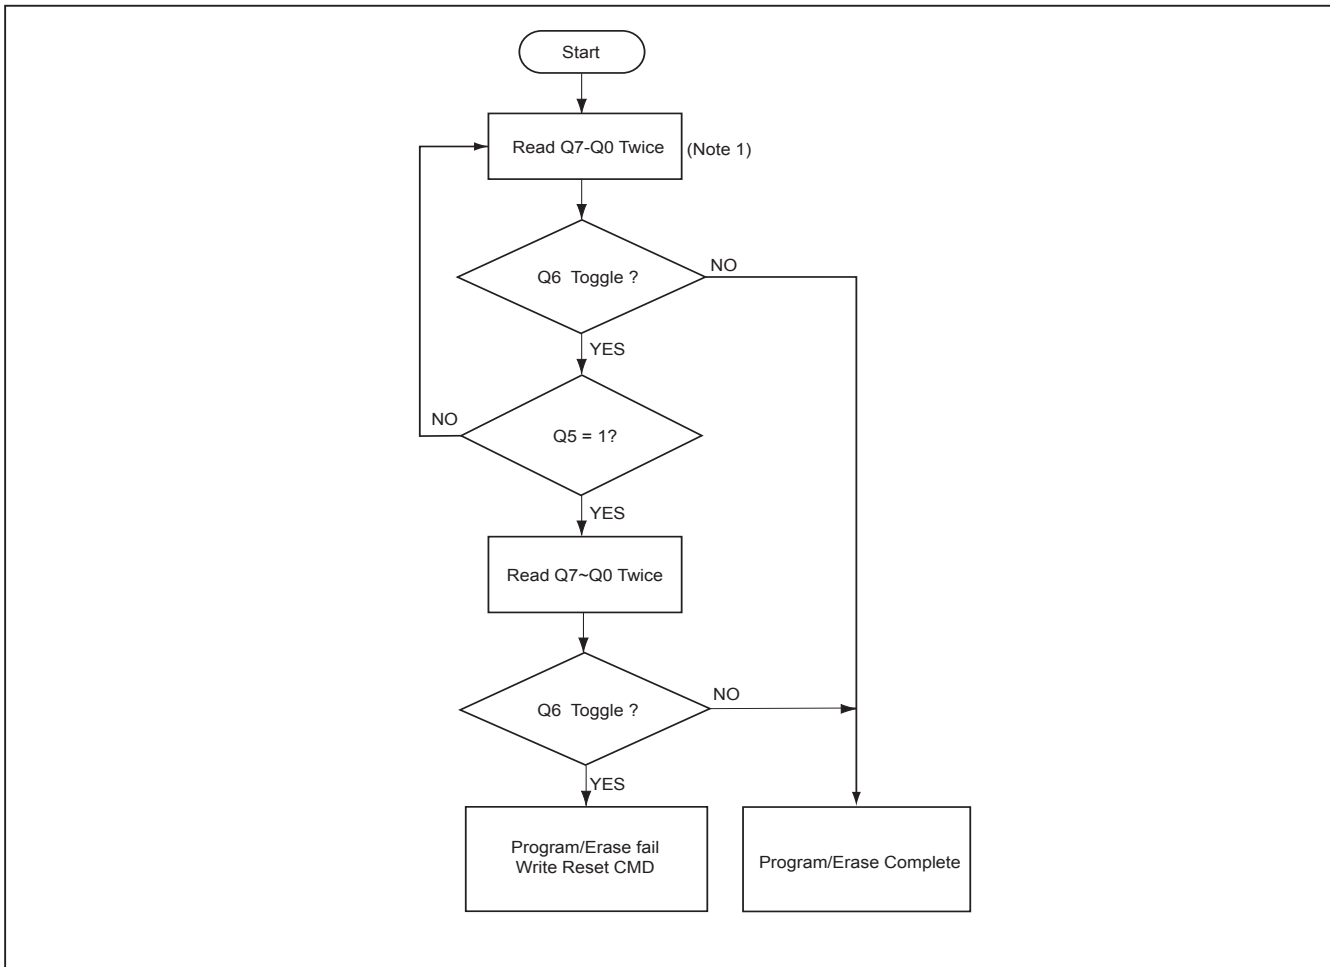 Start
Read Q7-Q0 Twice
(Note 1)
Q6 Toggle ?
NO
YES
NO
Q5 = 1?
YES
Read Q7~Q0 Twice
Q6 Toggle ?
NO
YES
Program/Erase fail
Write Reset CMD
Program/Erase Complete